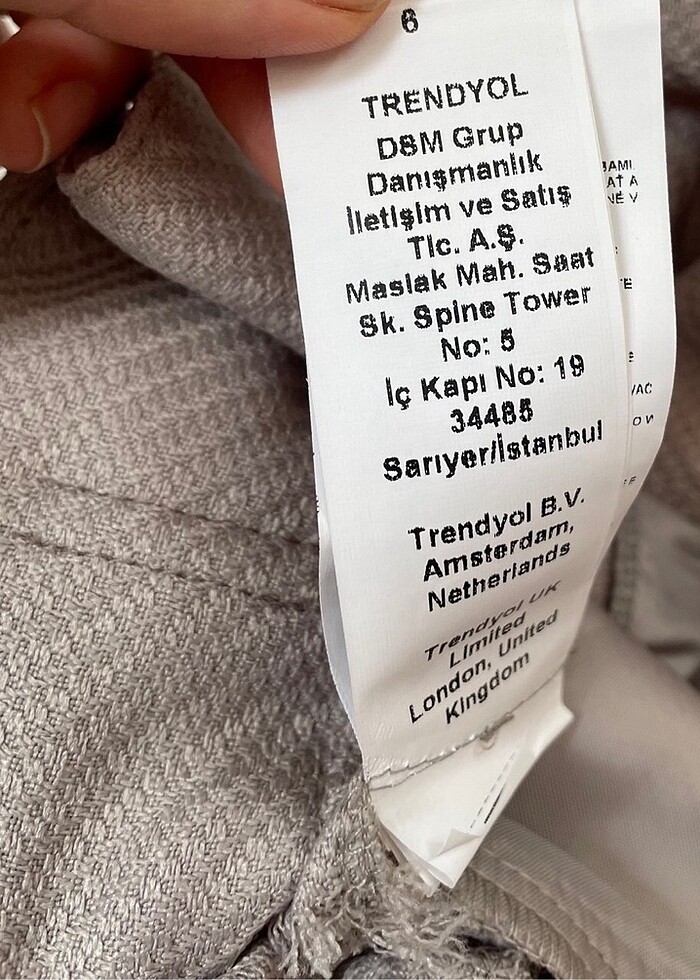 6
TRENDYOL
DSM Grup
Danışmanlık
İletişim ve Satış
Tic. A.Ş.
Maslak Mah. Saat
Sk. Spine Tower
No: 5
İç Kapı No: 19
34485
Sarıyer/İstanbul
Trendyol B.V.
Amsterdam,
Netherlands
Trendyol UK
Limited
London, United
Kingdom